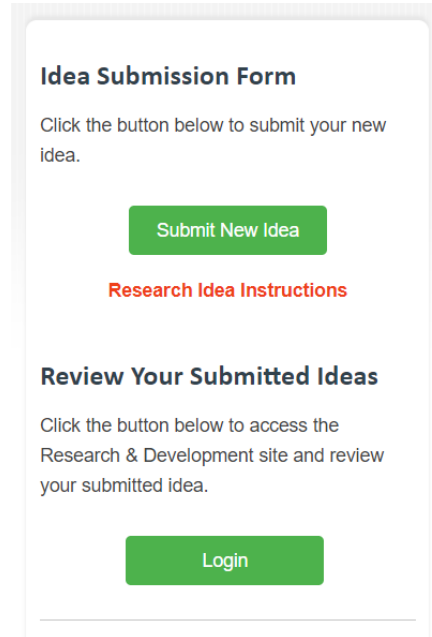 Idea Submission Form
Click the button below to submit your new
idea.
Submit New Idea
Research Idea Instructions
Review Your Submitted Ideas
Click the button below to access the
Research & Development site and review
your submitted idea.
Login